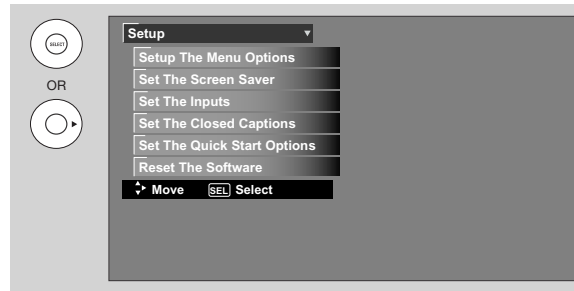 SELECT
OR
Setup
Setup The Menu Options
Set The Screen Saver
Set The Inputs
Set The Closed Captions
Set The Quick Start Options
Reset The Software
Move SEL Select